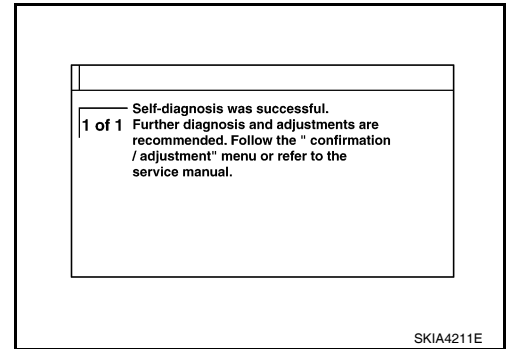 Self-diagnosis was successful.
1 of 1 Further diagnosis and adjustments are
recommended. Follow the " confirmation
/ adjustment" menu or refer to the
service manual.
SKIA4211E